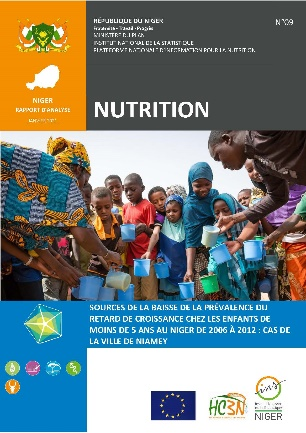 RÉPUBLIQUE DU NIGER
Fraternité - Travail - Progrès
MINISTÈRE DU PLAN
INSTITUT NATIONAL DE LA STATISTIQUE
PLATEFORME NATIONALE D'INFORMATION POUR LA NUTRITION
N°09
NIGER
RAPPORT D'ANALYSE
NUTRITION
SOURCES DE LA BAISSE DE LA PRÉVALENCE DU
RETARD DE CROISSANCE CHEZ LES ENFANTS DE
MOINS DE 5 ANS AU NIGER DE 2006 À 2012 : CAS DE
LA VILLE DE NIAMEY
HC3N
ins
NIGER